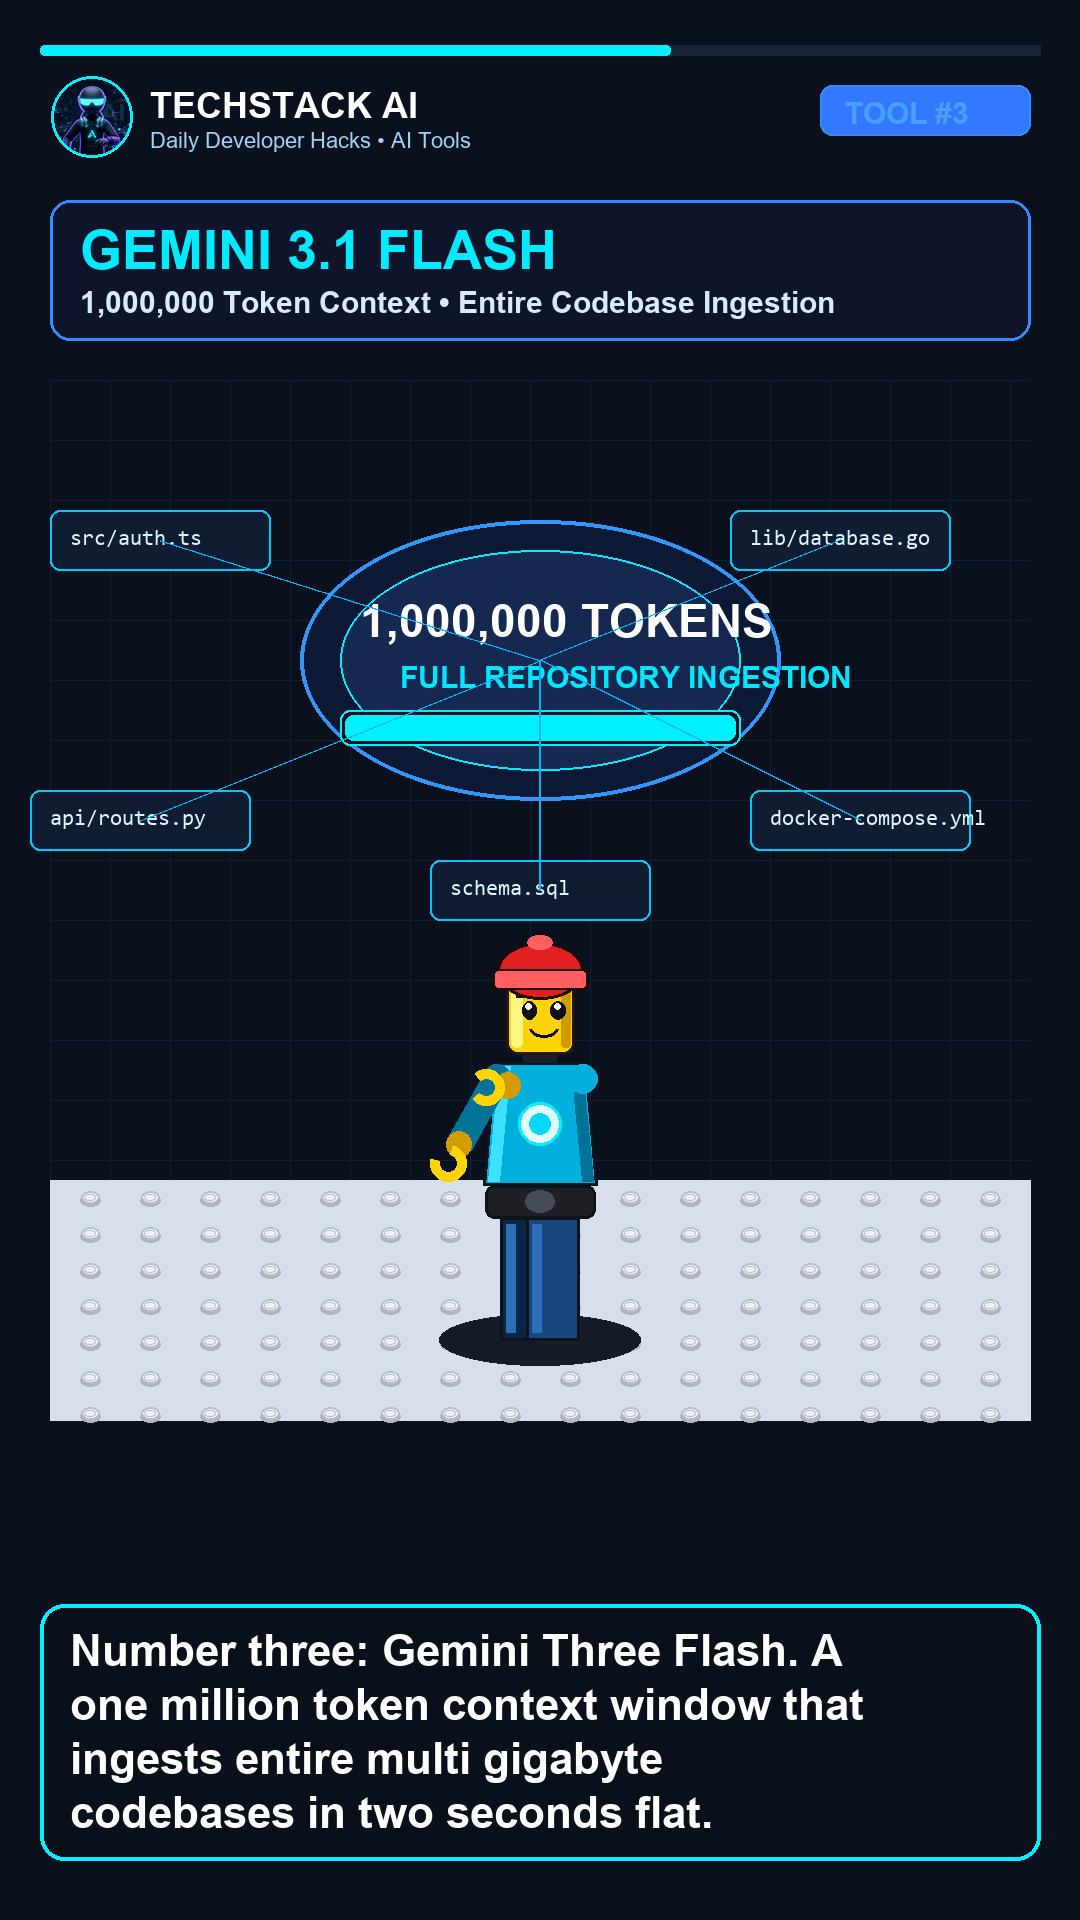 TECHSTACK AI
Daily Developer Hacks • AI Tools
TOOL #3
GEMINI 3.1 FLASH
1,000,000 Token Context • Entire Codebase Ingestion
src/auth.ts
lib/database.go
1,000,000 TOKENS
FULL REPOSITORY INGESTION
api/routes.py
docker-compose.yml
schema.sql
Number three: Gemini Three Flash. A
one million token context window that
ingests entire multi gigabyte
codebases in two seconds flat.